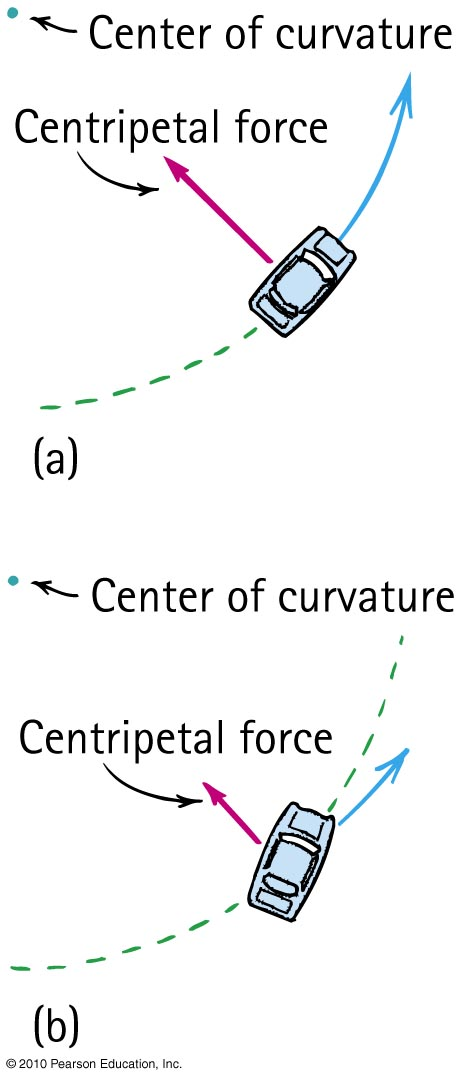 Center of curvature
Centripetal force
(a)
Center of curvature
Centripetal force
(b)
© 2010 Pearson Education, Inc.